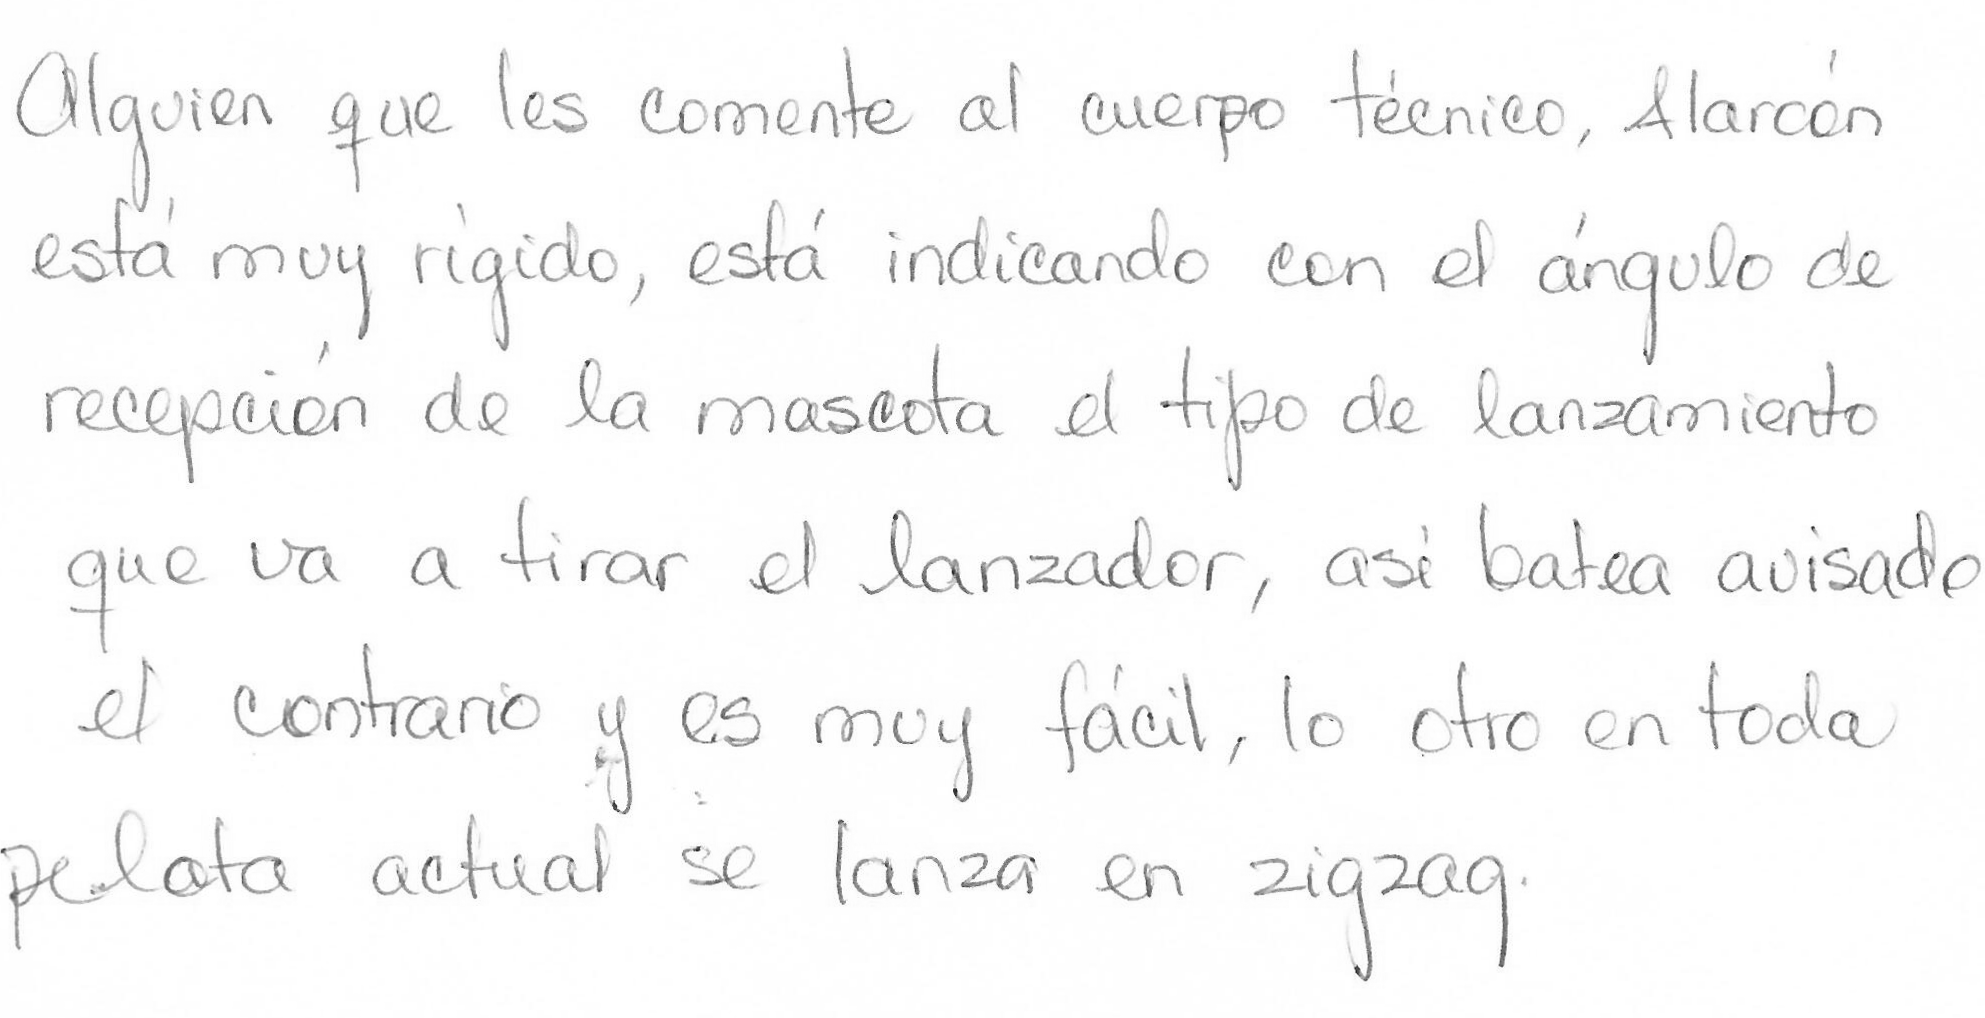 Alguien que les comente al cuerpo técnico, Alarcón
está muy rígido, está indicando con el ángulo de
recepción de la mascota el tipo de lanzamiento
que va a tirar el lanzador, así batea avisado
el contrario y es muy fácil, lo otro en toda
pelota actual se lanza en zigzag.